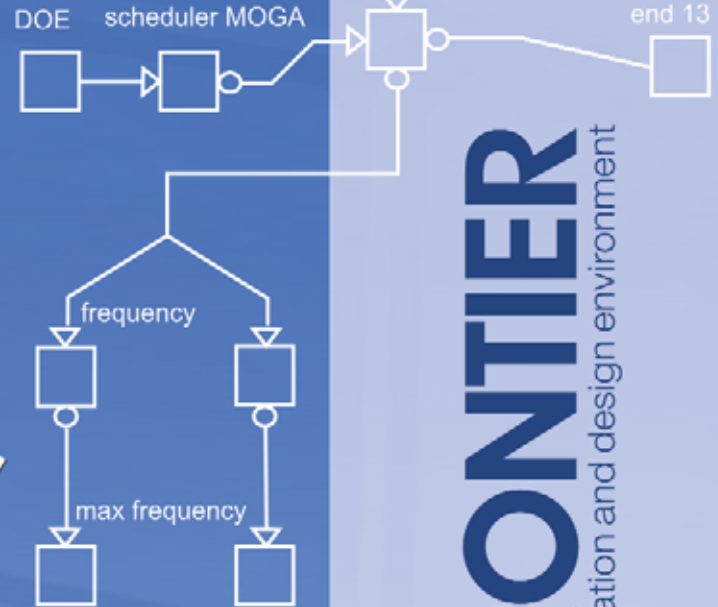 DOE
scheduler MOGA
end 13
frequency
max frequency
ONTIER
ation and design environment